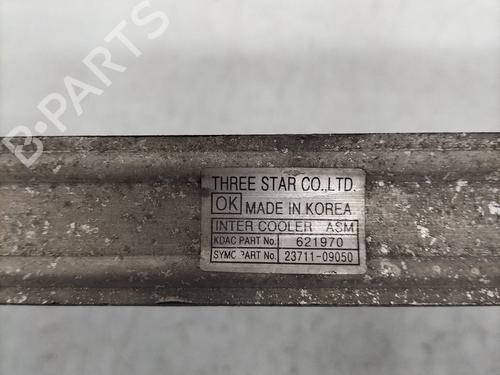 B-PARTS
THREE STAR CO.,LTD.
OK MADE IN KOREA
INTER COOLER ASM
KDAC PART No. 621970
SYMC PART No. 23711-09050